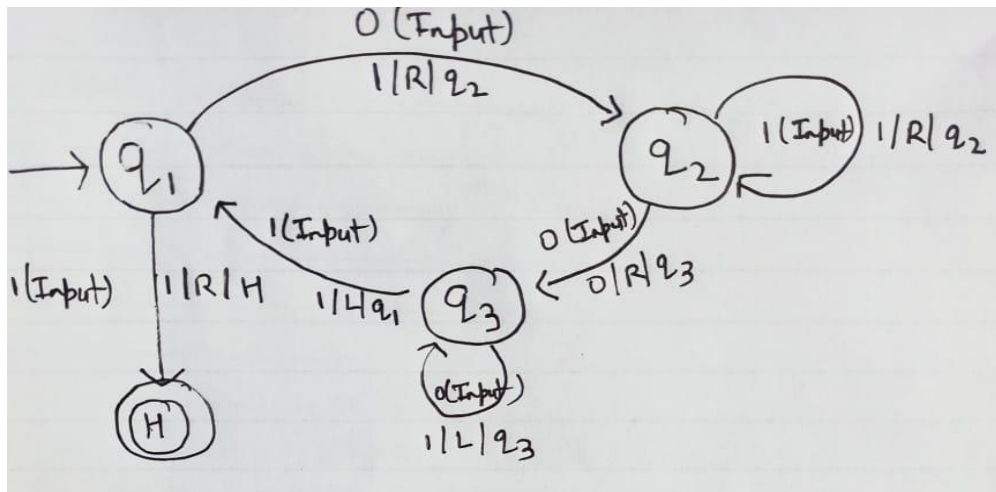 0 (Input)
1/R/q2
q1
q2
1 (Input) 1/R/q2
1(Input)
0 (Input)
0/R/q3
1(Input)
1/R/H
1/L/q1
q3
0(Input)
1/L/q3
H